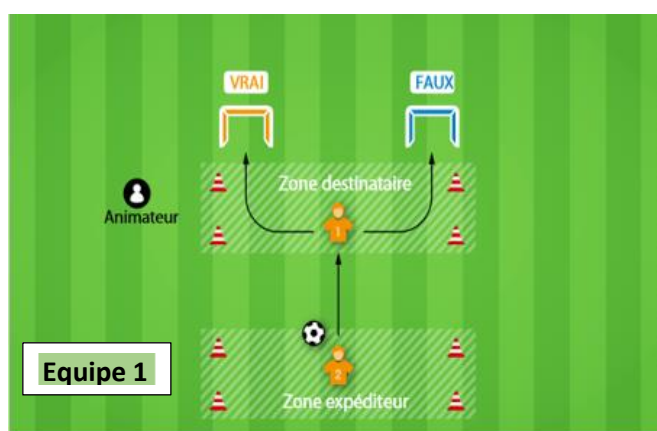 VRAI
FAUX
Zone destinataire
Animateur
1
2
Equipe 1
Zone expéditeur